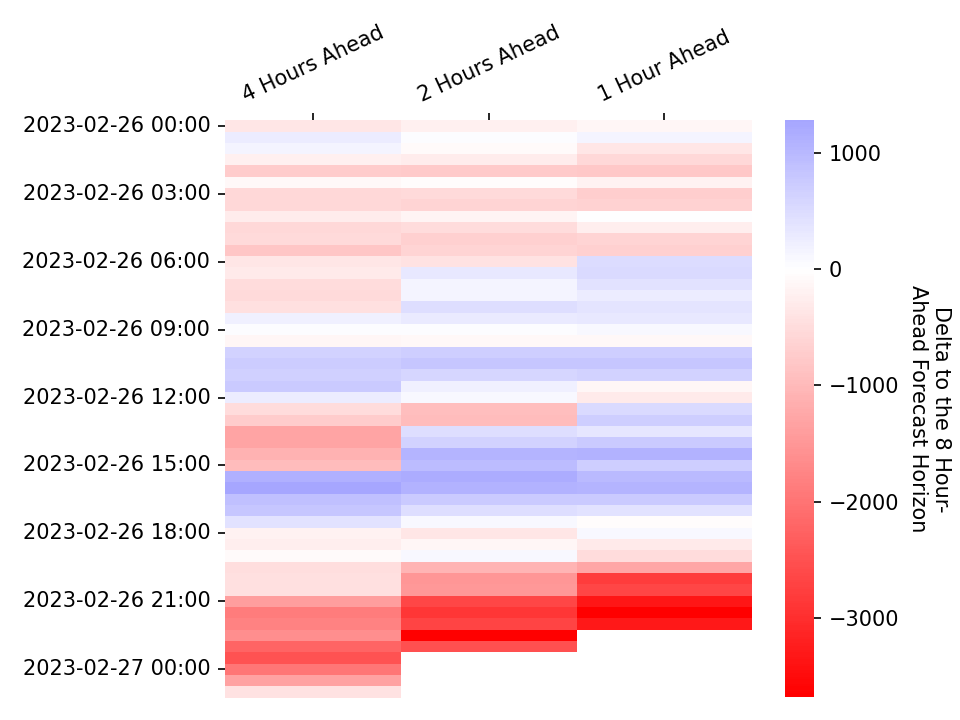 4 Hours Ahead
2 Hours Ahead
1 Hour Ahead
2023-02-26 00:00
2023-02-26 03:00
2023-02-26 06:00
2023-02-26 09:00
2023-02-26 12:00
2023-02-26 15:00
2023-02-26 18:00
2023-02-26 21:00
2023-02-27 00:00
1000
0
−1000
−2000
−3000
Delta to the 8 Hour-
Ahead Forecast Horizon